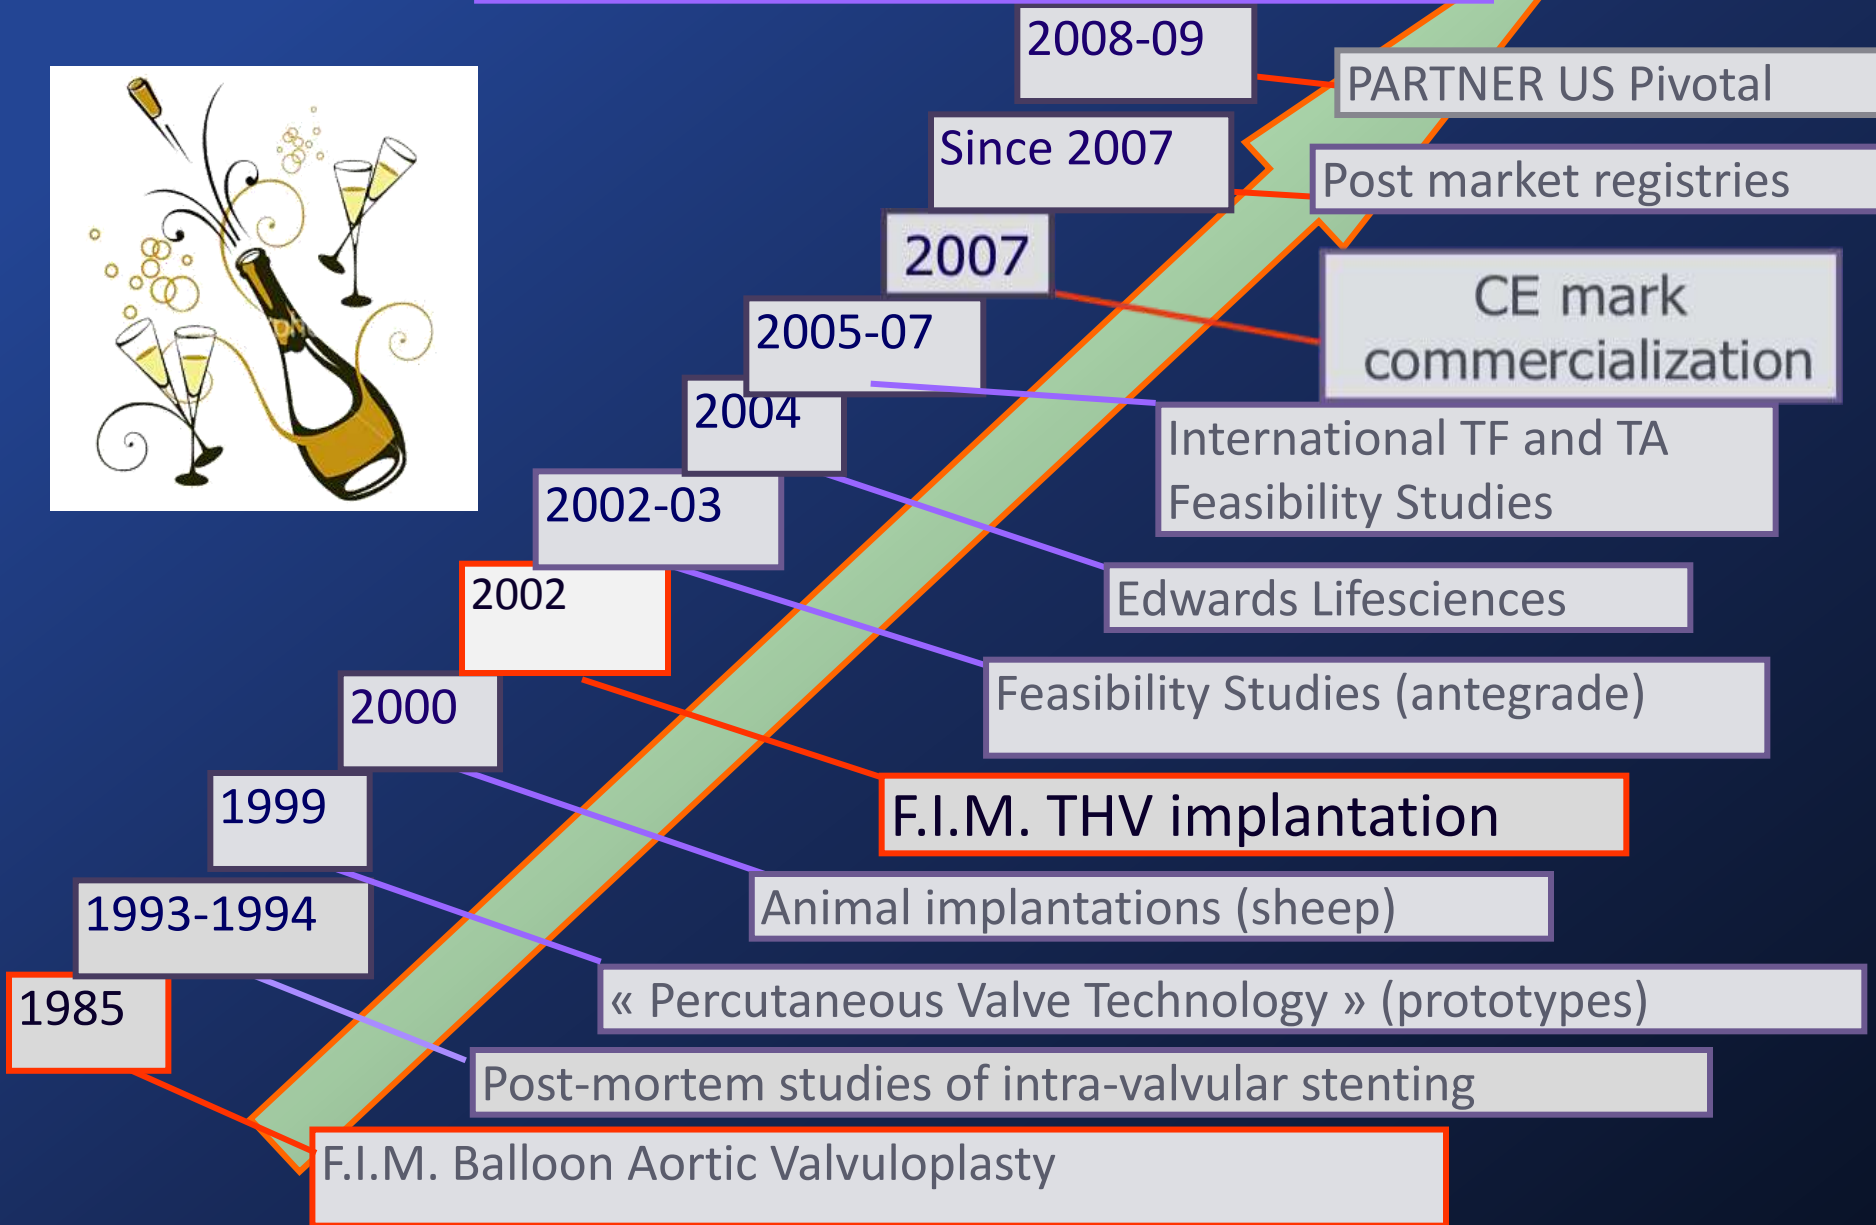 2008-09
PARTNER US Pivotal
Since 2007
Post market registries
2007
CE mark
commercialization
2005-07
International TF and TA
Feasibility Studies
2004
Edwards Lifesciences
2002-03
Feasibility Studies (antegrade)
2002
F.I.M. THV implantation
2000
Animal implantations (sheep)
1999
« Percutaneous Valve Technology » (prototypes)
1993-1994
Post-mortem studies of intra-valvular stenting
1985
F.I.M. Balloon Aortic Valvuloplasty